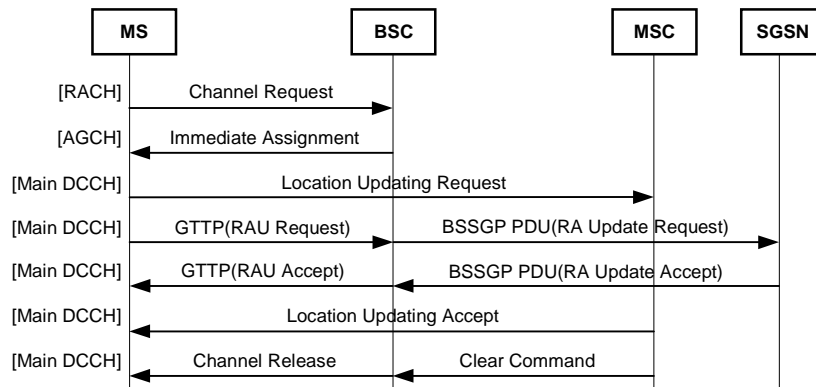 MS BSC MSC SGSN
[RACH] Channel Request
[AGCH] Immediate Assignment
[Main DCCH] Location Updating Request
[Main DCCH] GTTP(RAU Request) BSSGP PDU(RA Update Request)
[Main DCCH] GTTP(RAU Accept) BSSGP PDU(RA Update Accept)
[Main DCCH] Location Updating Accept
[Main DCCH] Channel Release Clear Command